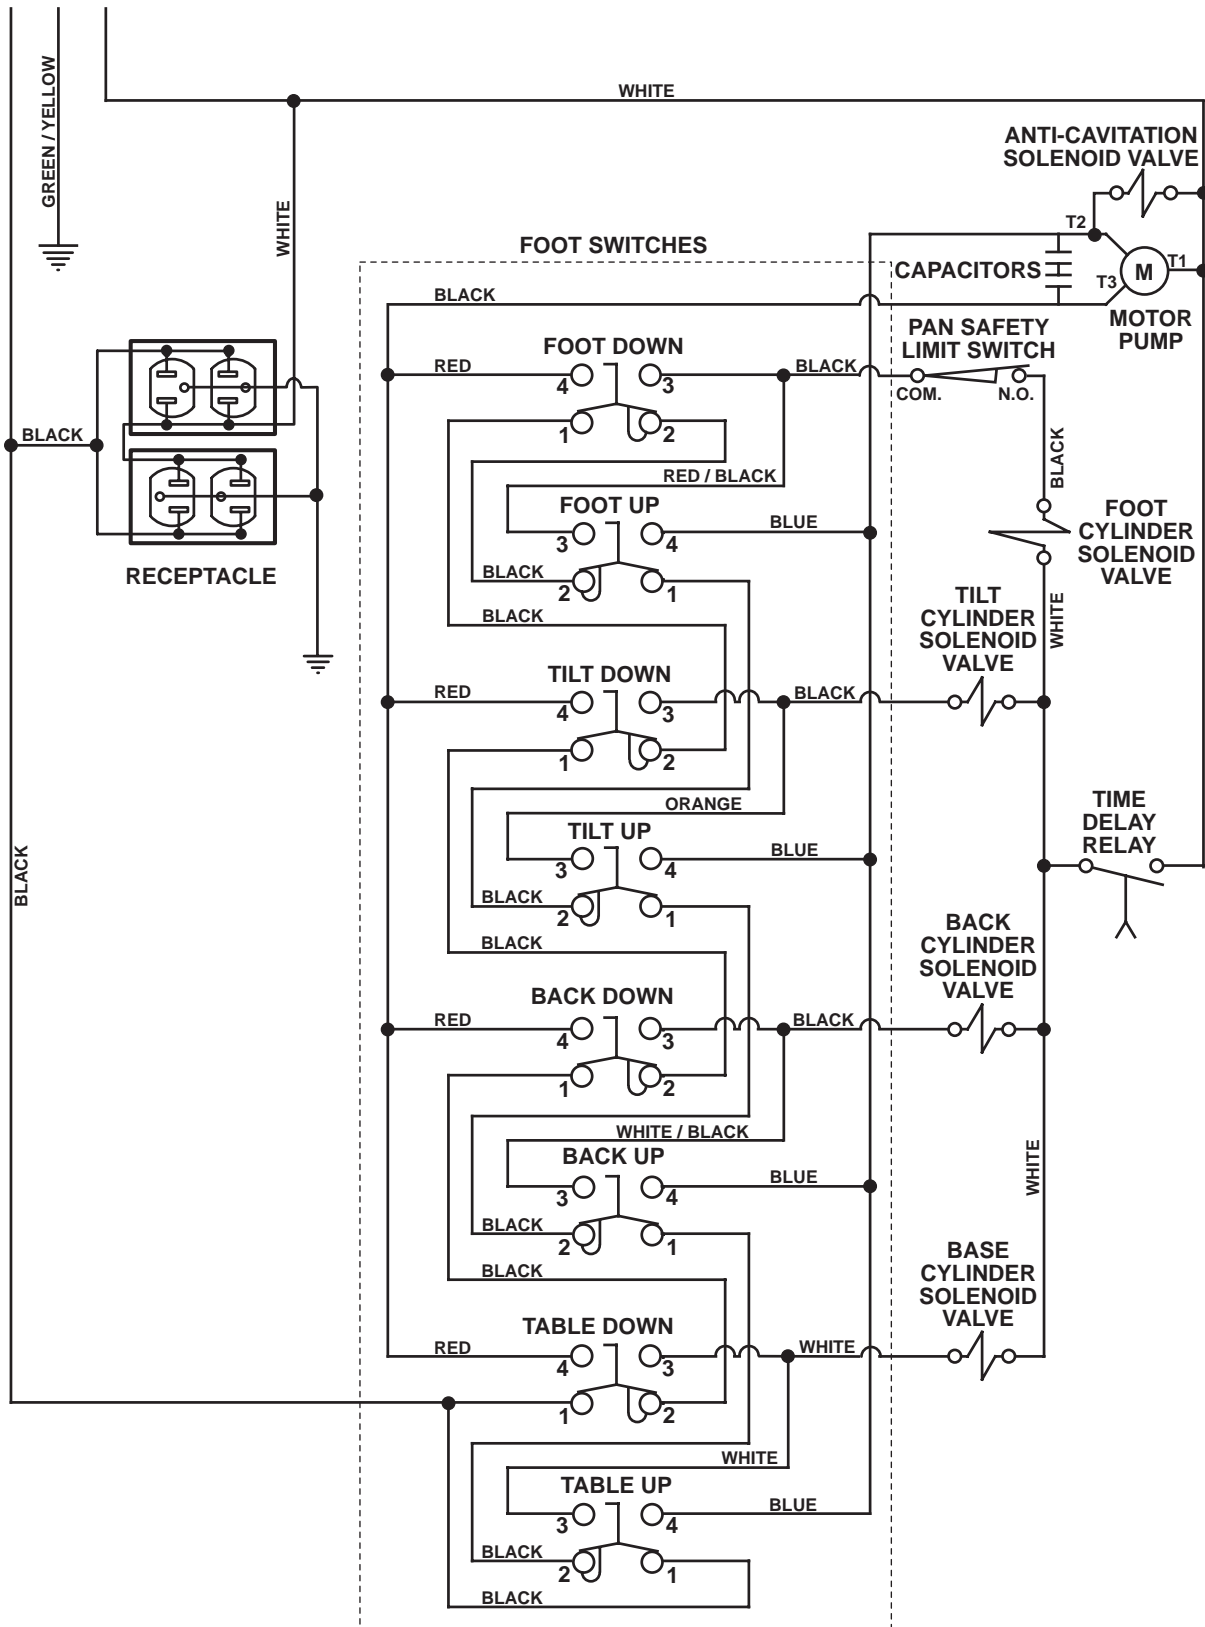 WHITE
GREEN / YELLOW
WHITE
ANTI-CAVITATION
SOLENOID VALVE
FOOT SWITCHES
T2
CAPACITORS
T3
M
T1
MOTOR
PUMP
BLACK
PAN SAFETY
LIMIT SWITCH
COM.
N.O.
FOOT DOWN
RED
4
3
BLACK
1
2
BLACK
RED / BLACK
BLACK
RECEPTACLE
FOOT UP
3
4
BLUE
BLACK
2
1
BLACK
FOOT
CYLINDER
SOLENOID
VALVE
WHITE
TILT
CYLINDER
SOLENOID
VALVE
TILT DOWN
RED
4
3
BLACK
1
2
ORANGE
TILT UP
3
4
BLUE
BLACK
2
1
BLACK
TIME
DELAY
RELAY
BLACK
BACK
CYLINDER
SOLENOID
VALVE
BACK DOWN
RED
4
3
BLACK
1
2
WHITE / BLACK
BACK UP
3
4
BLUE
BLACK
2
1
BLACK
WHITE
BASE
CYLINDER
SOLENOID
VALVE
TABLE DOWN
RED
4
3
WHITE
1
2
WHITE
TABLE UP
3
4
BLUE
BLACK
2
1
BLACK